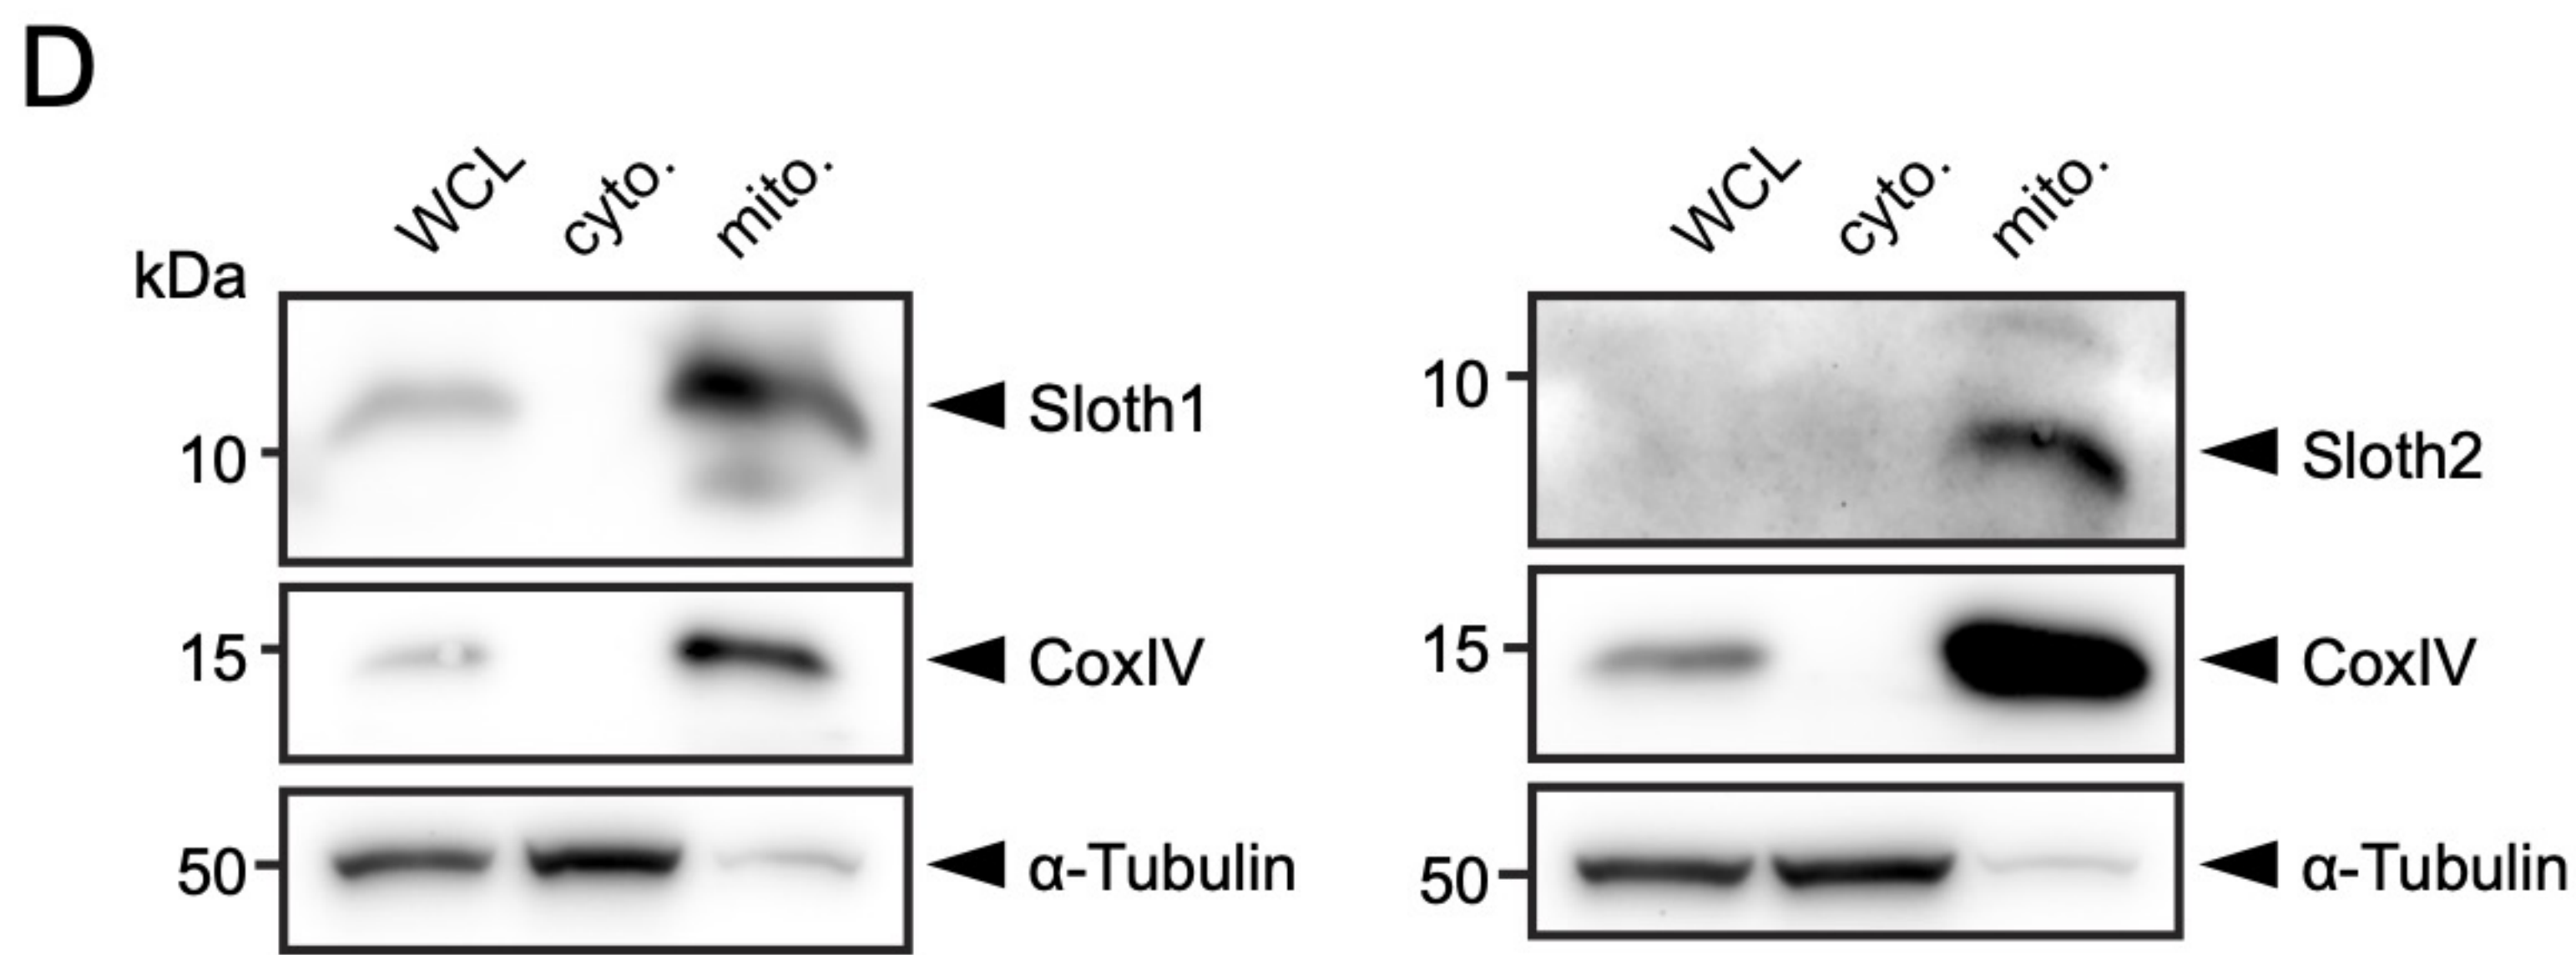 D
WCL cyto. mito.
WCL cyto. mito.
kDa
10
Sloth1
15
CoxIV
50
α-Tubulin
10
Sloth2
15
CoxIV
50
α-Tubulin